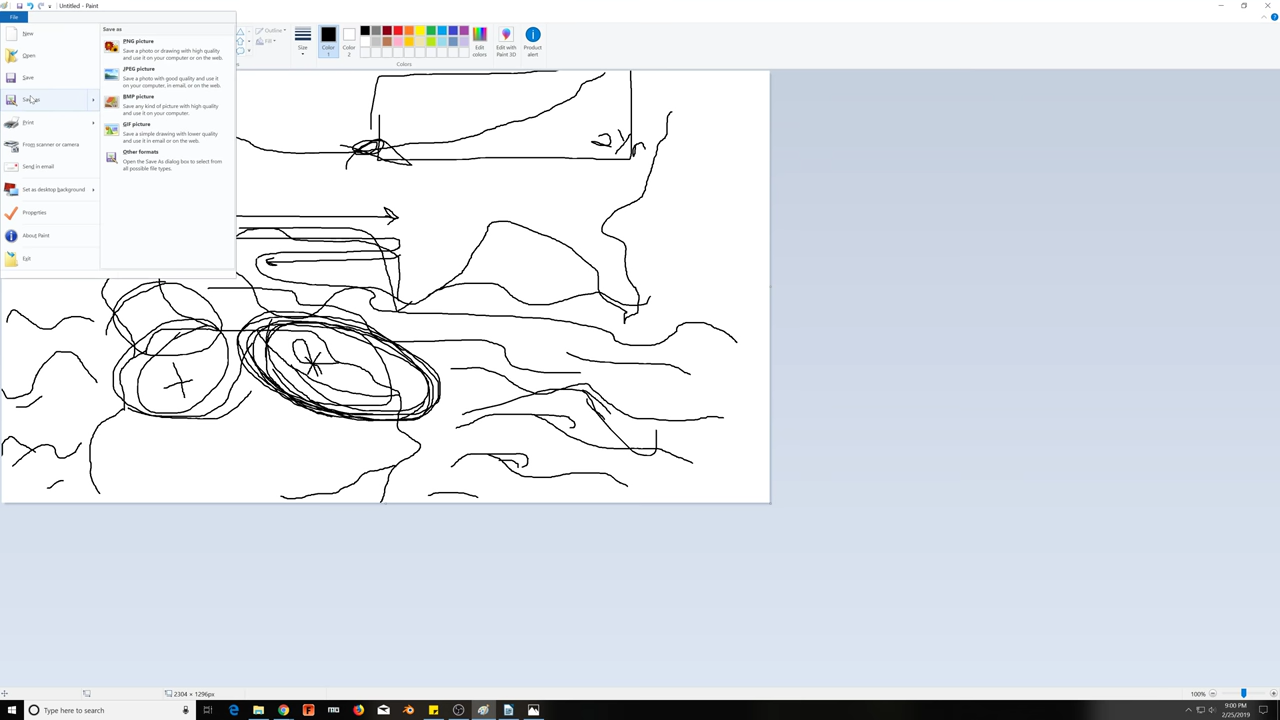 Untitled - Paint
File
New
Open
Save
Print
From scanner or camera
Send in email
Set as desktop background
Properties
About Paint
Exit
Save as
PNG picture
Save a photo or drawing with high quality
and use it on your computer or on the web.
JPEG picture
Save a photo with good quality and use it
on your computer, in email, or on the web.
BMP picture
Save any kind of picture with high quality
and use it on your computer.
GIF picture
Save a simple drawing with lower quality
and use it in email or on the web.
Other formats
Open the Save As dialog box to select from
all possible file types.
Outline
Fill
Size
Color
1
Color
2
Edit
colors
Edit with
Paint 3D
Product
alert
Colors
2304 × 1296px
100%
Type here to search
9:00 PM
2/25/2019